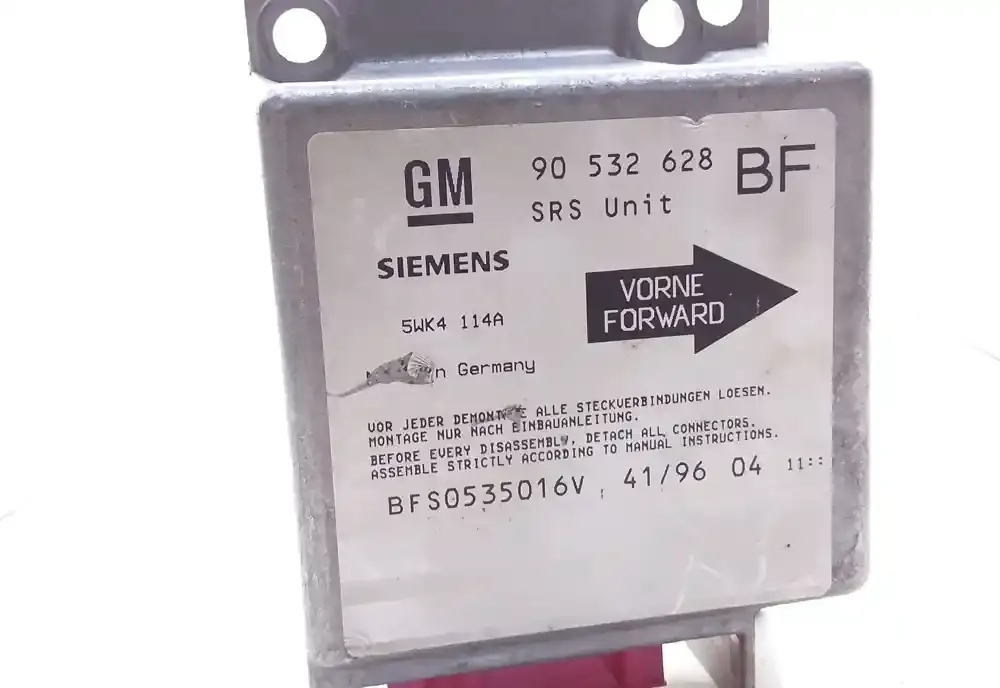 GM
90 532 628 BF
SRS Unit
SIEMENS
VORNE
FORWARD
5WK4 114A
n Germany
VOR JEDER ALLE STECKVERBINDUNGEN LOESEN.
MONTAGE NUR NACH EINBAUANLEITUNG.
BEFORE EVERY DISASSEMBLY, DETACH ALL CONNECTORS.
ASSEMBLE STRICTLY ACCORDING TO MANUAL INSTRUCTIONS.
BFS0535016V, 41/96 04 11::